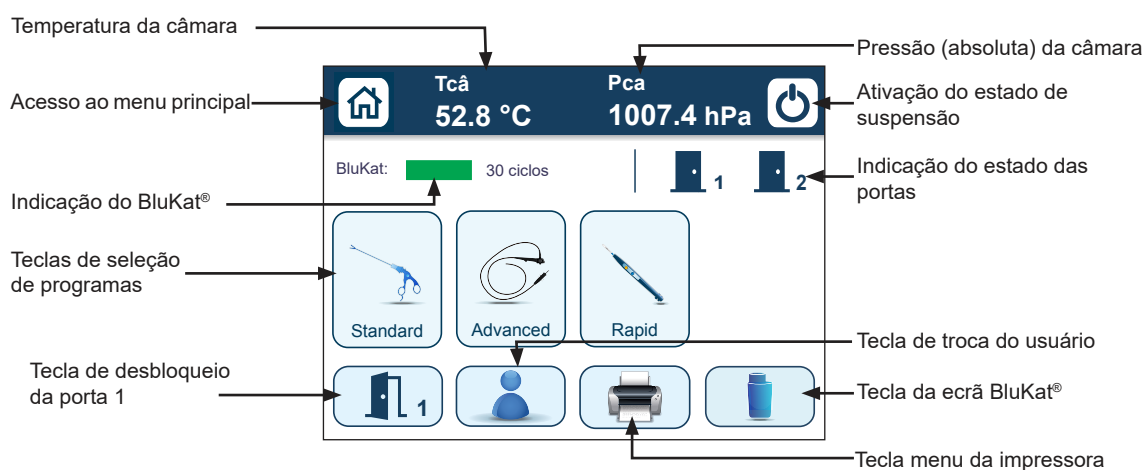 Temperatura da câmara
Pressão (absoluta) da câmara
Acesso ao menu principal
Tcâ
52.8 °C
Pca
1007.4 hPa
Ativação do estado de
suspensão
BluKat:
30 ciclos
1
2
Indicação do estado das
portas
Indicação do BluKat®
Teclas de seleção
de programas
Standard
Advanced
Rapid
Tecla de troca do usuário
Tecla de desbloqueio
da porta 1
1
Tecla da ecrã BluKat®
Tecla menu da impressora